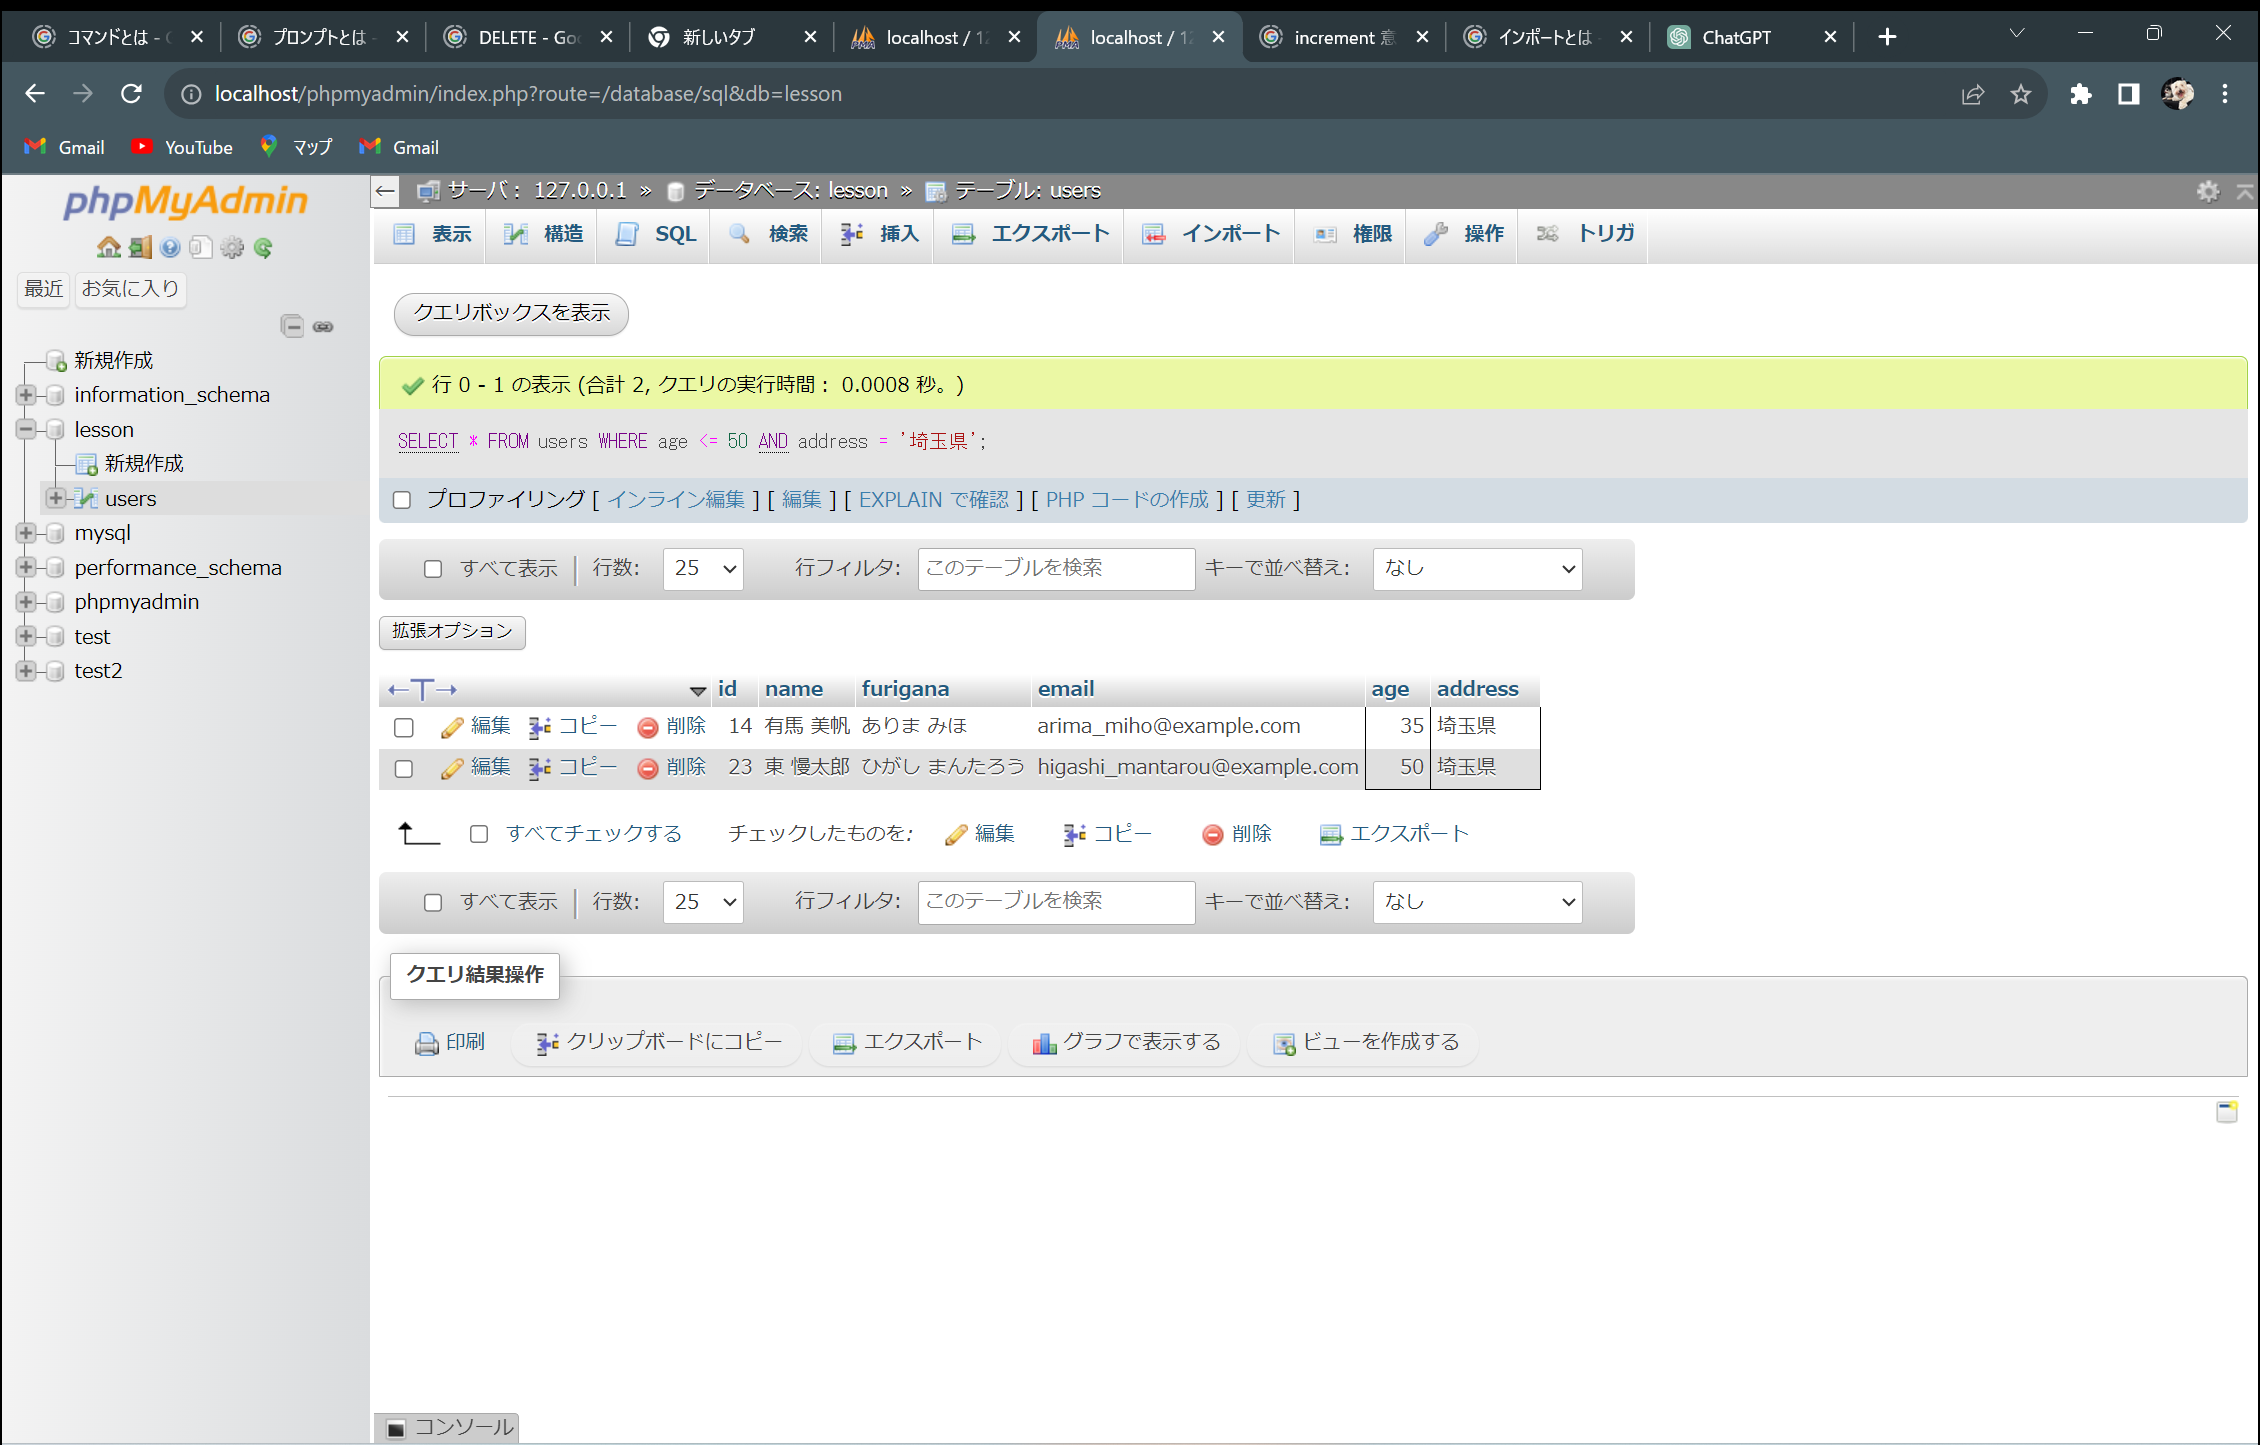 コマンドとは - プロンプトとは - DELETE - Goo 新しいタブ localhost / 12 localhost / 12 increment 意 インポートとは ChatGPT
localhost/phpmyadmin/index.php?route=/database/sql&db=lesson
Gmail YouTube マップ Gmail
phpMyAdmin
最近 お気に入り
新規作成
information_schema
lesson
新規作成
users
mysql
performance_schema
phpmyadmin
test
test2
サーバ: 127.0.0.1 » データベース: lesson » テーブル: users
表示 構造 SQL 検索 挿入 エクスポート インポート 権限 操作 トリガ
クエリボックスを表示
行 0 - 1 の表示 (合計 2, クエリの実行時間: 0.0008 秒。)
SELECT * FROM users WHERE age <= 50 AND address = '埼玉県';
プロファイリング [ インライン編集 ] [ 編集 ] [ EXPLAIN で確認 ] [ PHP コードの作成 ] [ 更新 ]
すべて表示 行数: 25 行フィルタ: このテーブルを検索 キーで並べ替え: なし
拡張オプション
←T→ id name furigana email age address
編集 コピー 削除 14 有馬 美帆 ありま みほ arima_miho@example.com 35 埼玉県
編集 コピー 削除 23 東 慢太郎 ひがし まんたろう higashi_mantarou@example.com 50 埼玉県
すべてチェックする チェックしたものを: 編集 コピー 削除 エクスポート
すべて表示 行数: 25 行フィルタ: このテーブルを検索 キーで並べ替え: なし
クエリ結果操作
印刷 クリップボードにコピー エクスポート グラフで表示する ビューを作成する
コンソール